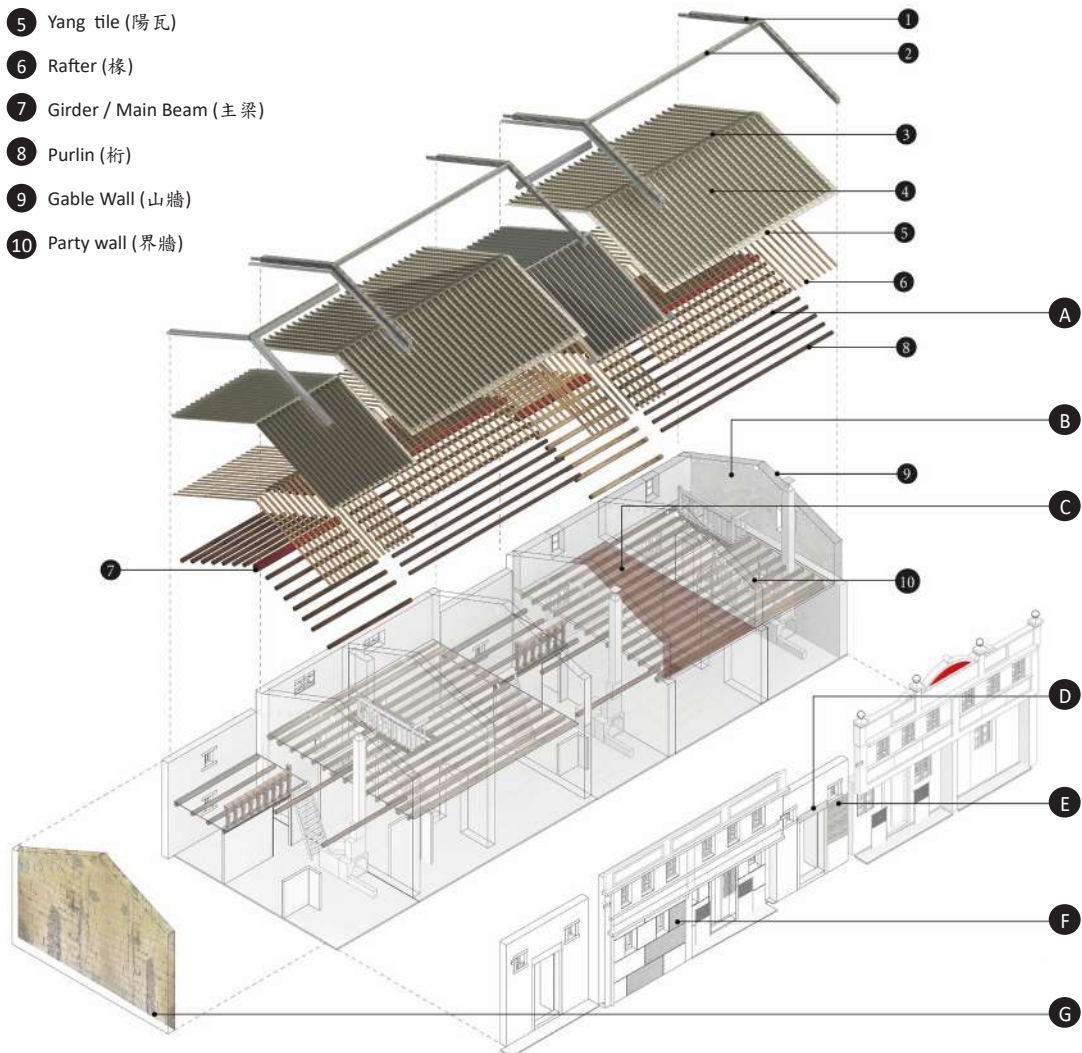 5 Yang tile (陽瓦)
6 Rafter (椽)
7 Girder / Main Beam (主梁)
8 Purlin (桁)
9 Gable Wall (山牆)
10 Party wall (界牆)
1
2
3
4
5
6
A
8
B
9
C
7
10
D
E
F
G